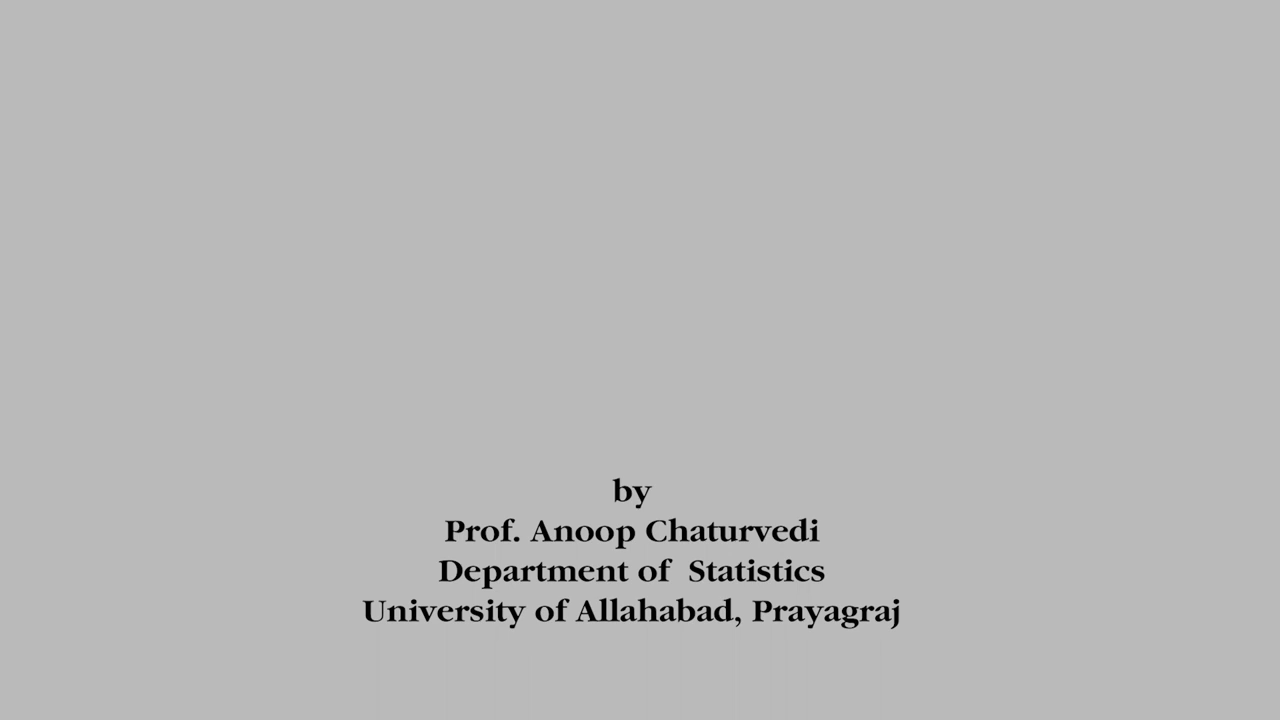 by
Prof. Anoop Chaturvedi
Department of  Statistics
University of Allahabad, Prayagraj